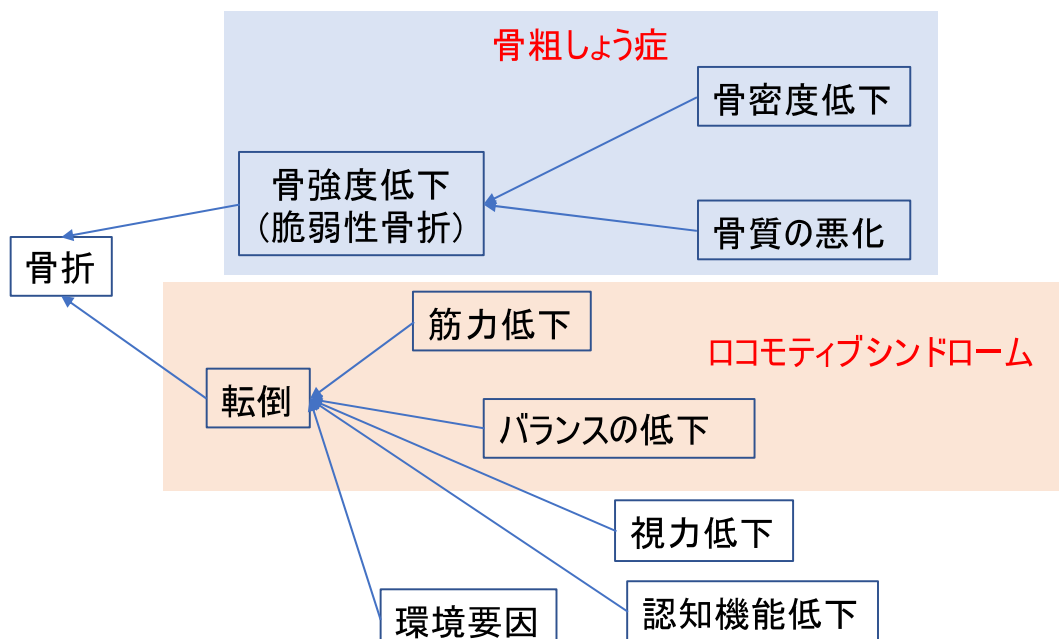 骨粗しょう症
骨密度低下
骨強度低下
(脆弱性骨折)
骨質の悪化
骨折
筋力低下
ロコモティブシンドローム
転倒
バランスの低下
視力低下
認知機能低下
環境要因